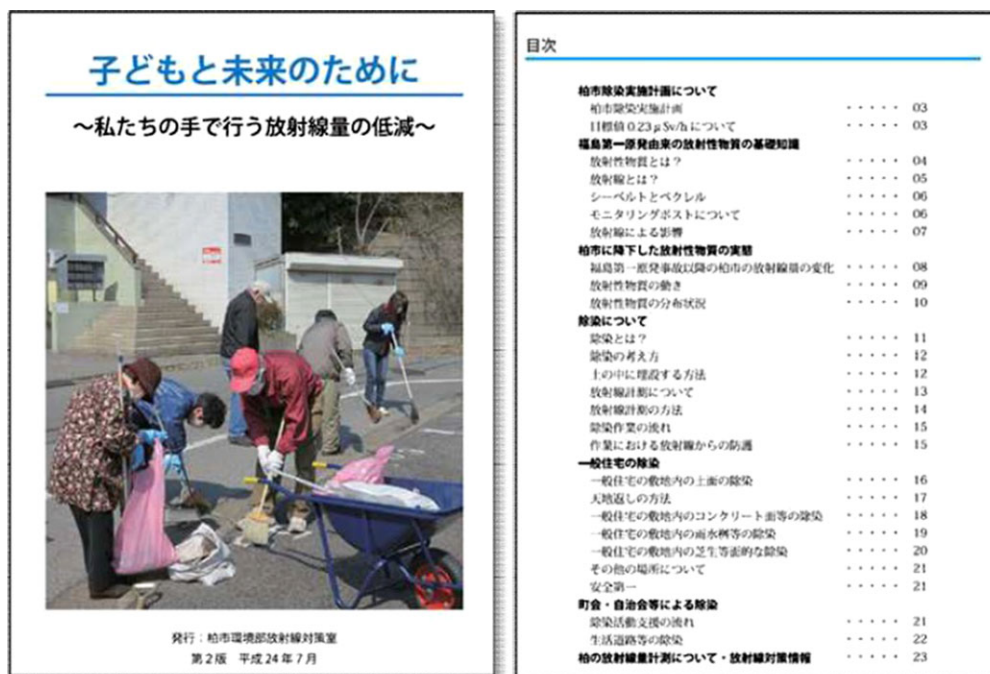 子どもと未来のために
～私たちの手で行う放射線量の低減～
発行：柏市環境部放射線対策室
第２版　平成24年７月
目次
柏市除染実施計画について
柏市除染実施計画 ・・・・・ 03
目標値 0.23μSv/h について ・・・・・ 03
福島第一原発由来の放射性物質の基礎知識
放射性物質とは？ ・・・・・ 04
放射線とは？ ・・・・・ 05
シーベルトとベクレル ・・・・・ 06
モニタリングポストについて ・・・・・ 06
放射線による影響 ・・・・・ 07
柏市に降下した放射性物質の実態
福島第一原発事故以降の柏市の放射線量の変化 ・・・・・ 08
放射性物質の動き ・・・・・ 09
放射性物質の分布状況 ・・・・・ 10
除染について
除染とは？ ・・・・・ 11
除染の考え方 ・・・・・ 12
土の中に埋設する方法 ・・・・・ 12
放射線計測について ・・・・・ 13
放射線計測の方法 ・・・・・ 14
除染作業の流れ ・・・・・ 15
作業における放射線からの防護 ・・・・・ 15
一般住宅の除染
一般住宅の敷地内の土面の除染 ・・・・・ 16
天地返しの方法 ・・・・・ 17
一般住宅の敷地内のコンクリート面等の除染 ・・・・・ 18
一般住宅の敷地内の雨水桝等の除染 ・・・・・ 19
一般住宅の敷地内の芝生等面的な除染 ・・・・・ 20
その他の場所について ・・・・・ 21
安全第一 ・・・・・ 21
町会・自治会等による除染
除染活動支援の流れ ・・・・・ 21
生活道路等の除染 ・・・・・ 22
柏の放射線量計測について・放射線対策情報 ・・・・・ 23